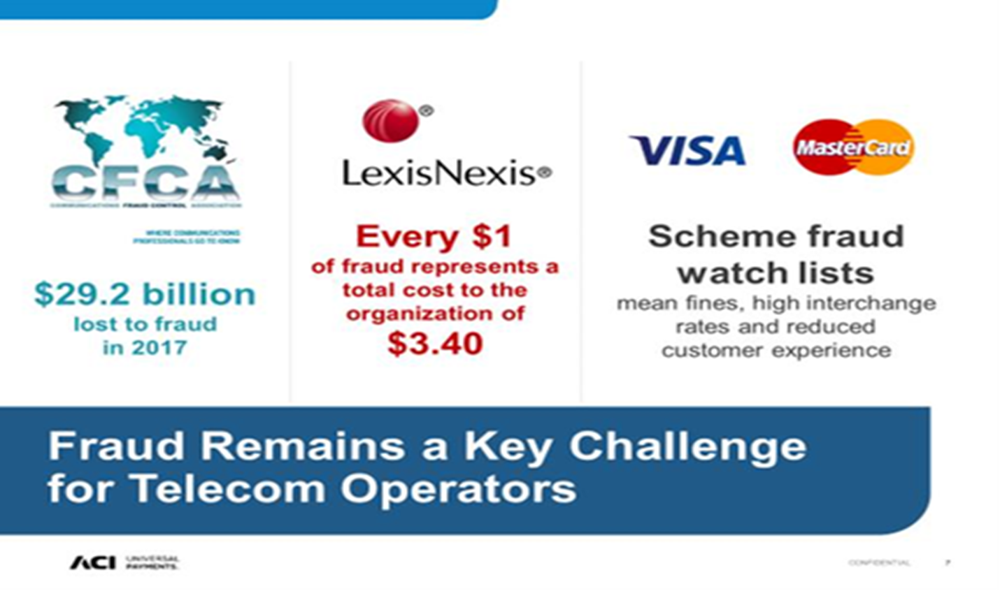 CFCA
COMMUNICATIONS FRAUD CONTROL ASSOCIATION
WHERE COMMUNICATIONS
PROFESSIONALS GO TO KNOW
$29.2 billion
lost to fraud
in 2017
®
LexisNexis®
Every $1
of fraud represents a
total cost to the
organization of
$3.40
VISA
MasterCard
Scheme fraud
watch lists
mean fines, high interchange
rates and reduced
customer experience
Fraud Remains a Key Challenge
for Telecom Operators
ACI UNIVERSAL
PAYMENTS.
CONFIDENTIAL
7